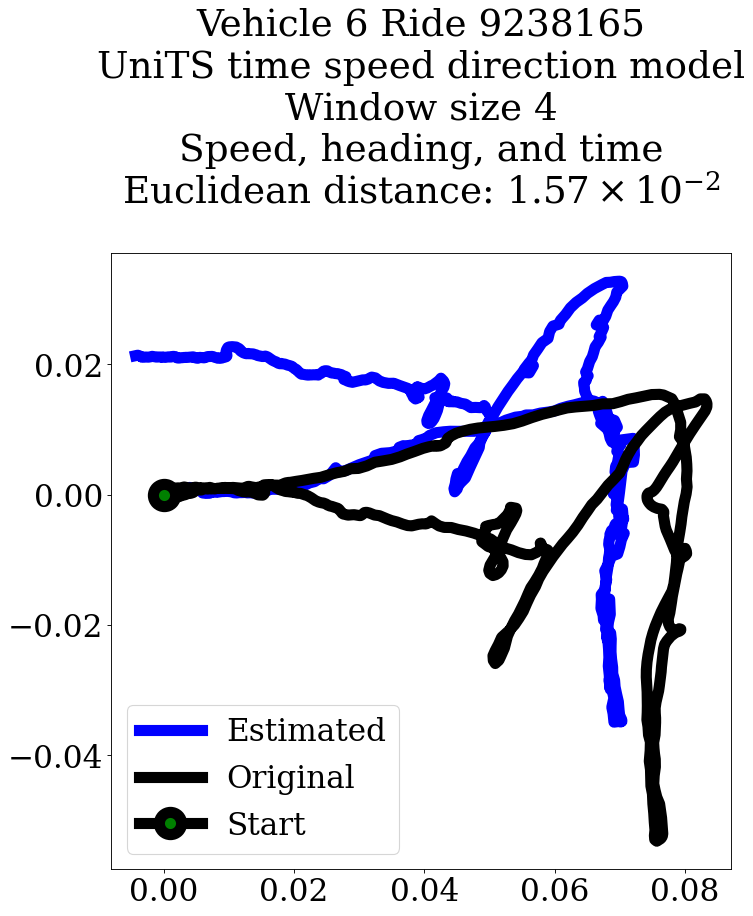 Vehicle 6 Ride 9238165
UniTS time speed direction model
Window size 4
Speed, heading, and time
Euclidean distance: 1.57 × 10⁻²
0.02
0.00
−0.02
−0.04
Estimated
Original
Start
0.00 0.02 0.04 0.06 0.08